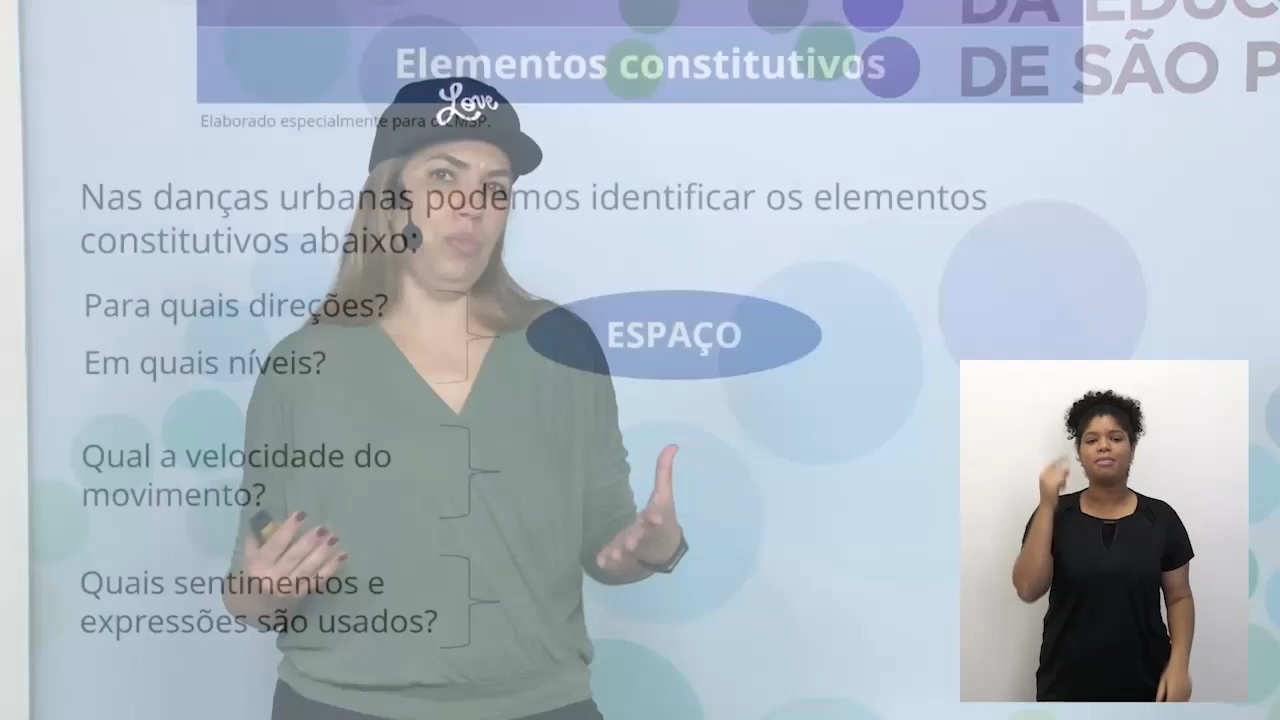 DA EDUC
DE SÃO P
Elementos constitutivos
Love
Elaborado especialmente para o CMSP.
Nas danças urbanas podemos identificar os elementos
constitutivos abaixo.
Para quais direções?
Em quais níveis?
ESPAÇO
Qual a velocidade do
movimento?
Quais sentimentos e
expressões são usados?